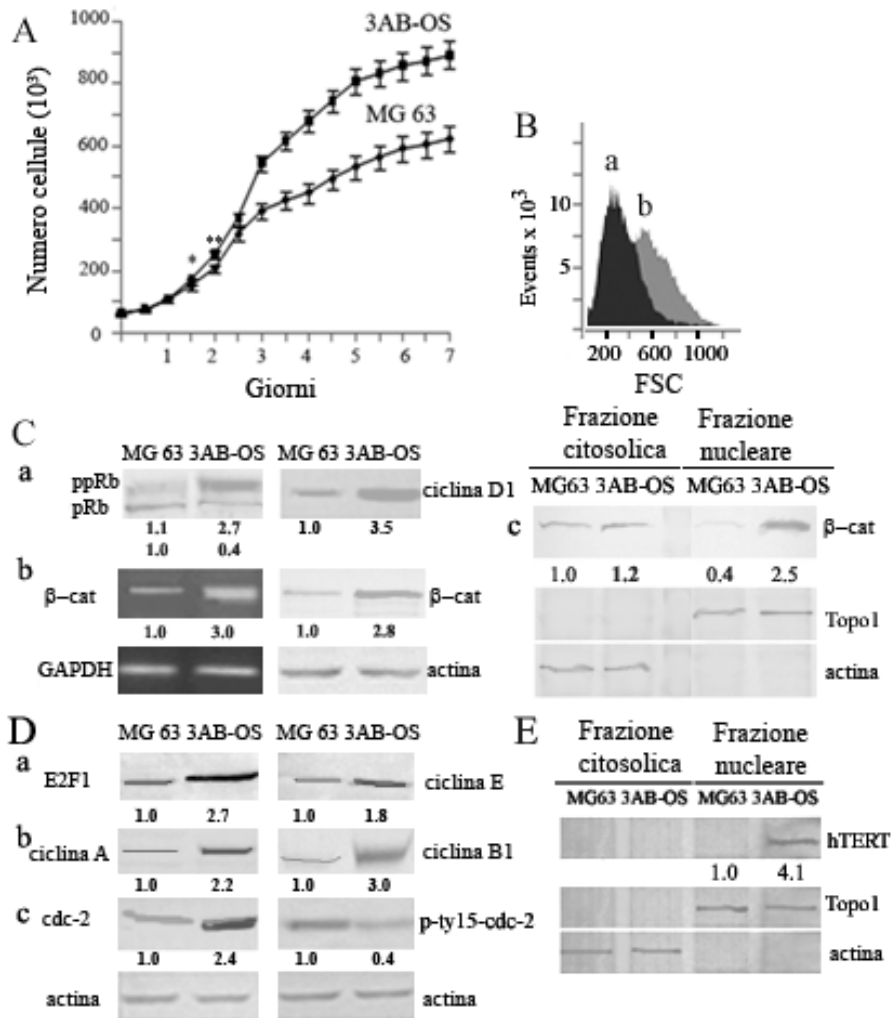 A
1000
800
600
400
200
0
Numero cellule (10³)
3AB-OS
MG 63
*
**
1 2 3 4 5 6 7
Giorni
B
a
b
10
5
Events x 10³
200 600 1000
FSC
C
MG 63 3AB-OS MG 63 3AB-OS
a
ppRb
pRb
ciclina D1
1.1 2.7 1.0 3.5
1.0 0.4
b
β-cat β-cat
1.0 3.0 1.0 2.8
GAPDH actina
Frazione citosolica
Frazione nucleare
MG63 3AB-OS MG63 3AB-OS
c
β-cat
1.0 1.2 0.4 2.5
Topo1
actina
D
MG 63 3AB-OS MG 63 3AB-OS
a
E2F1 ciclina E
1.0 2.7 1.0 1.8
b
ciclina A ciclina B1
1.0 2.2 1.0 3.0
c
cdc-2 p-ty15-cdc-2
1.0 2.4 1.0 0.4
actina actina
E
Frazione citosolica
Frazione nucleare
MG63 3AB-OS MG63 3AB-OS
hTERT
1.0 4.1
Topo1
actina